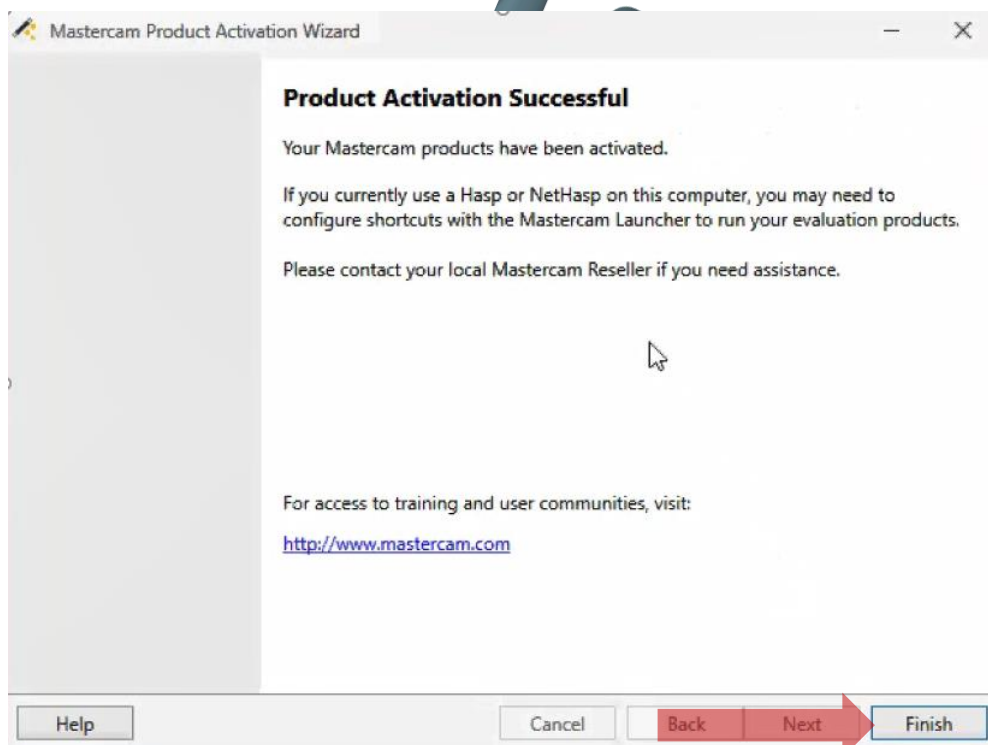 Mastercam Product Activation Wizard
Product Activation Successful
Your Mastercam products have been activated.
If you currently use a Hasp or NetHasp on this computer, you may need to
configure shortcuts with the Mastercam Launcher to run your evaluation products.
Please contact your local Mastercam Reseller if you need assistance.
For access to training and user communities, visit:
http://www.mastercam.com
Help Cancel Back Next Finish